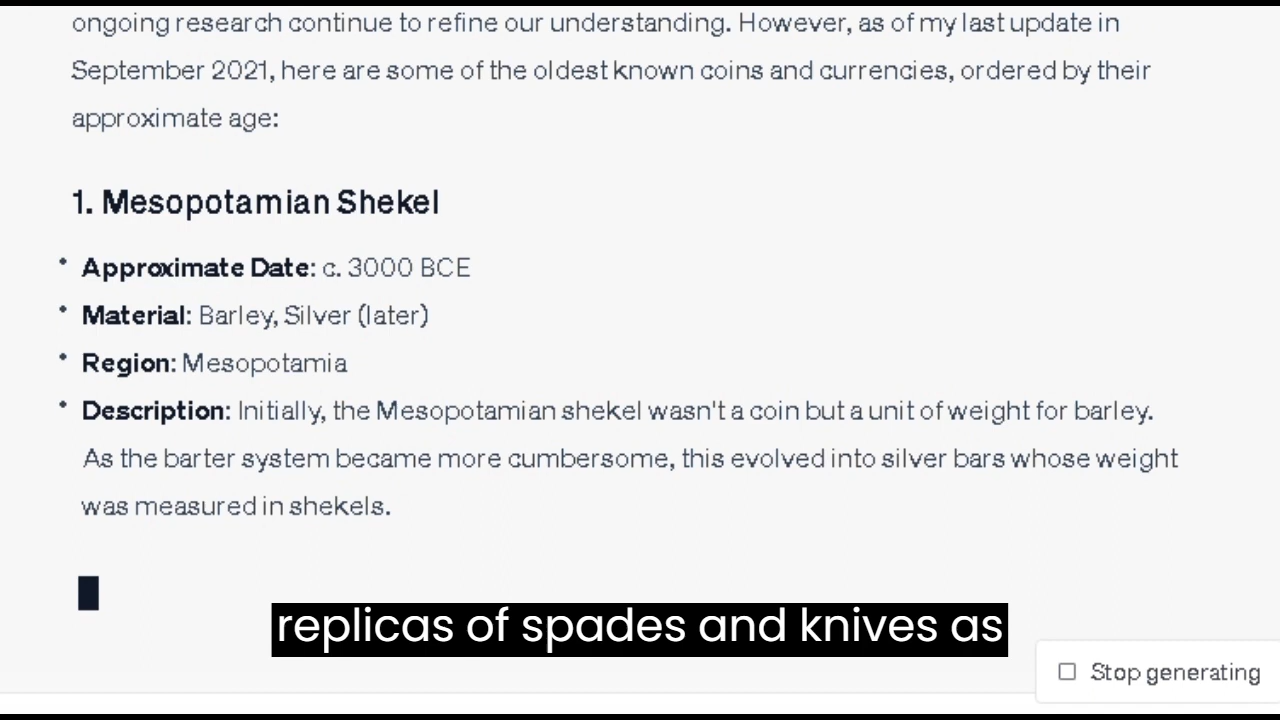 ongoing research continue to refine our understanding. However, as of my last update in
September 2021, here are some of the oldest known coins and currencies, ordered by their
approximate age:
1. Mesopotamian Shekel
• Approximate Date: c. 3000 BCE
• Material: Barley, Silver (later)
• Region: Mesopotamia
• Description: Initially, the Mesopotamian shekel wasn't a coin but a unit of weight for barley.
As the barter system became more cumbersome, this evolved into silver bars whose weight
was measured in shekels.
replicas of spades and knives as
Stop generating